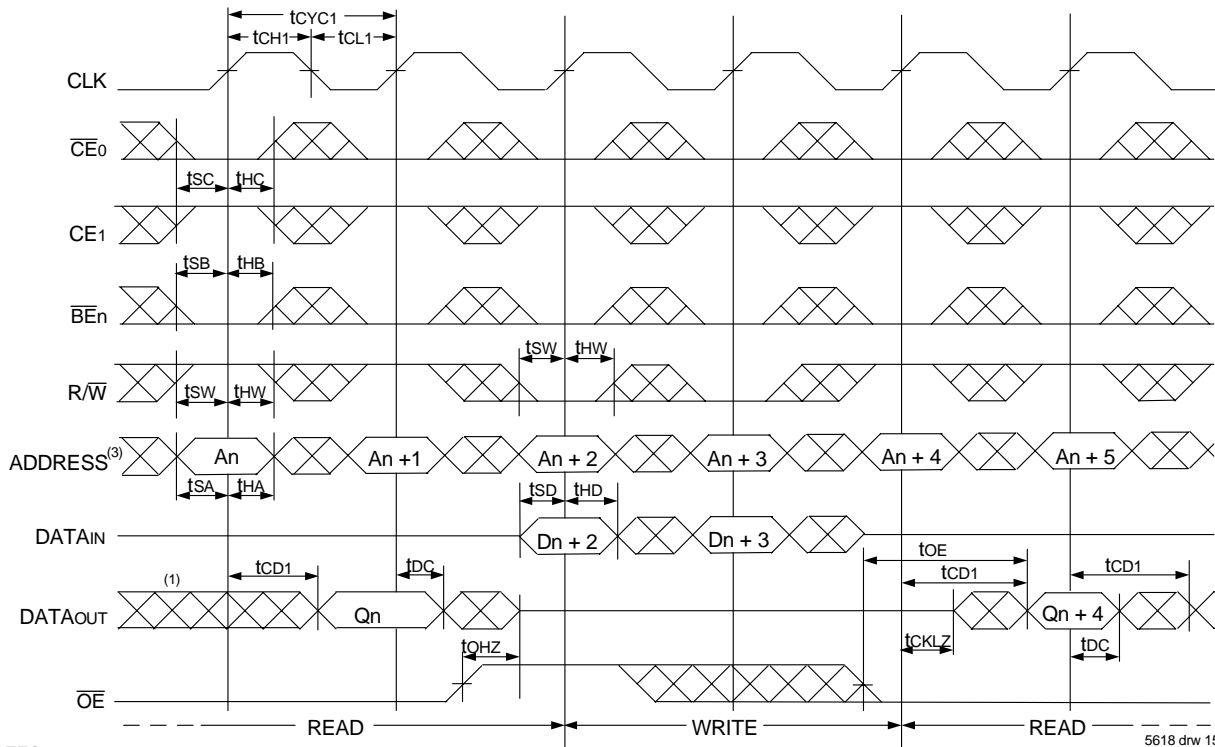 tCYC1
tCH1 tCL1
CLK
CE0
tSC tHC
CE1
tSB tHB
BEn
tSW tHW
R/W
tSW tHW
ADDRESS(3) An An +1 An + 2 An + 3 An + 4 An + 5
tSA tHA
tSD tHD
DATAIN Dn + 2 Dn + 3
tOE
(1) tCD1 tDC tCD1 tCD1
DATAOUT Qn Qn + 4
tOHZ tCKLZ tDC
OE
READ WRITE READ
5618 drw 15